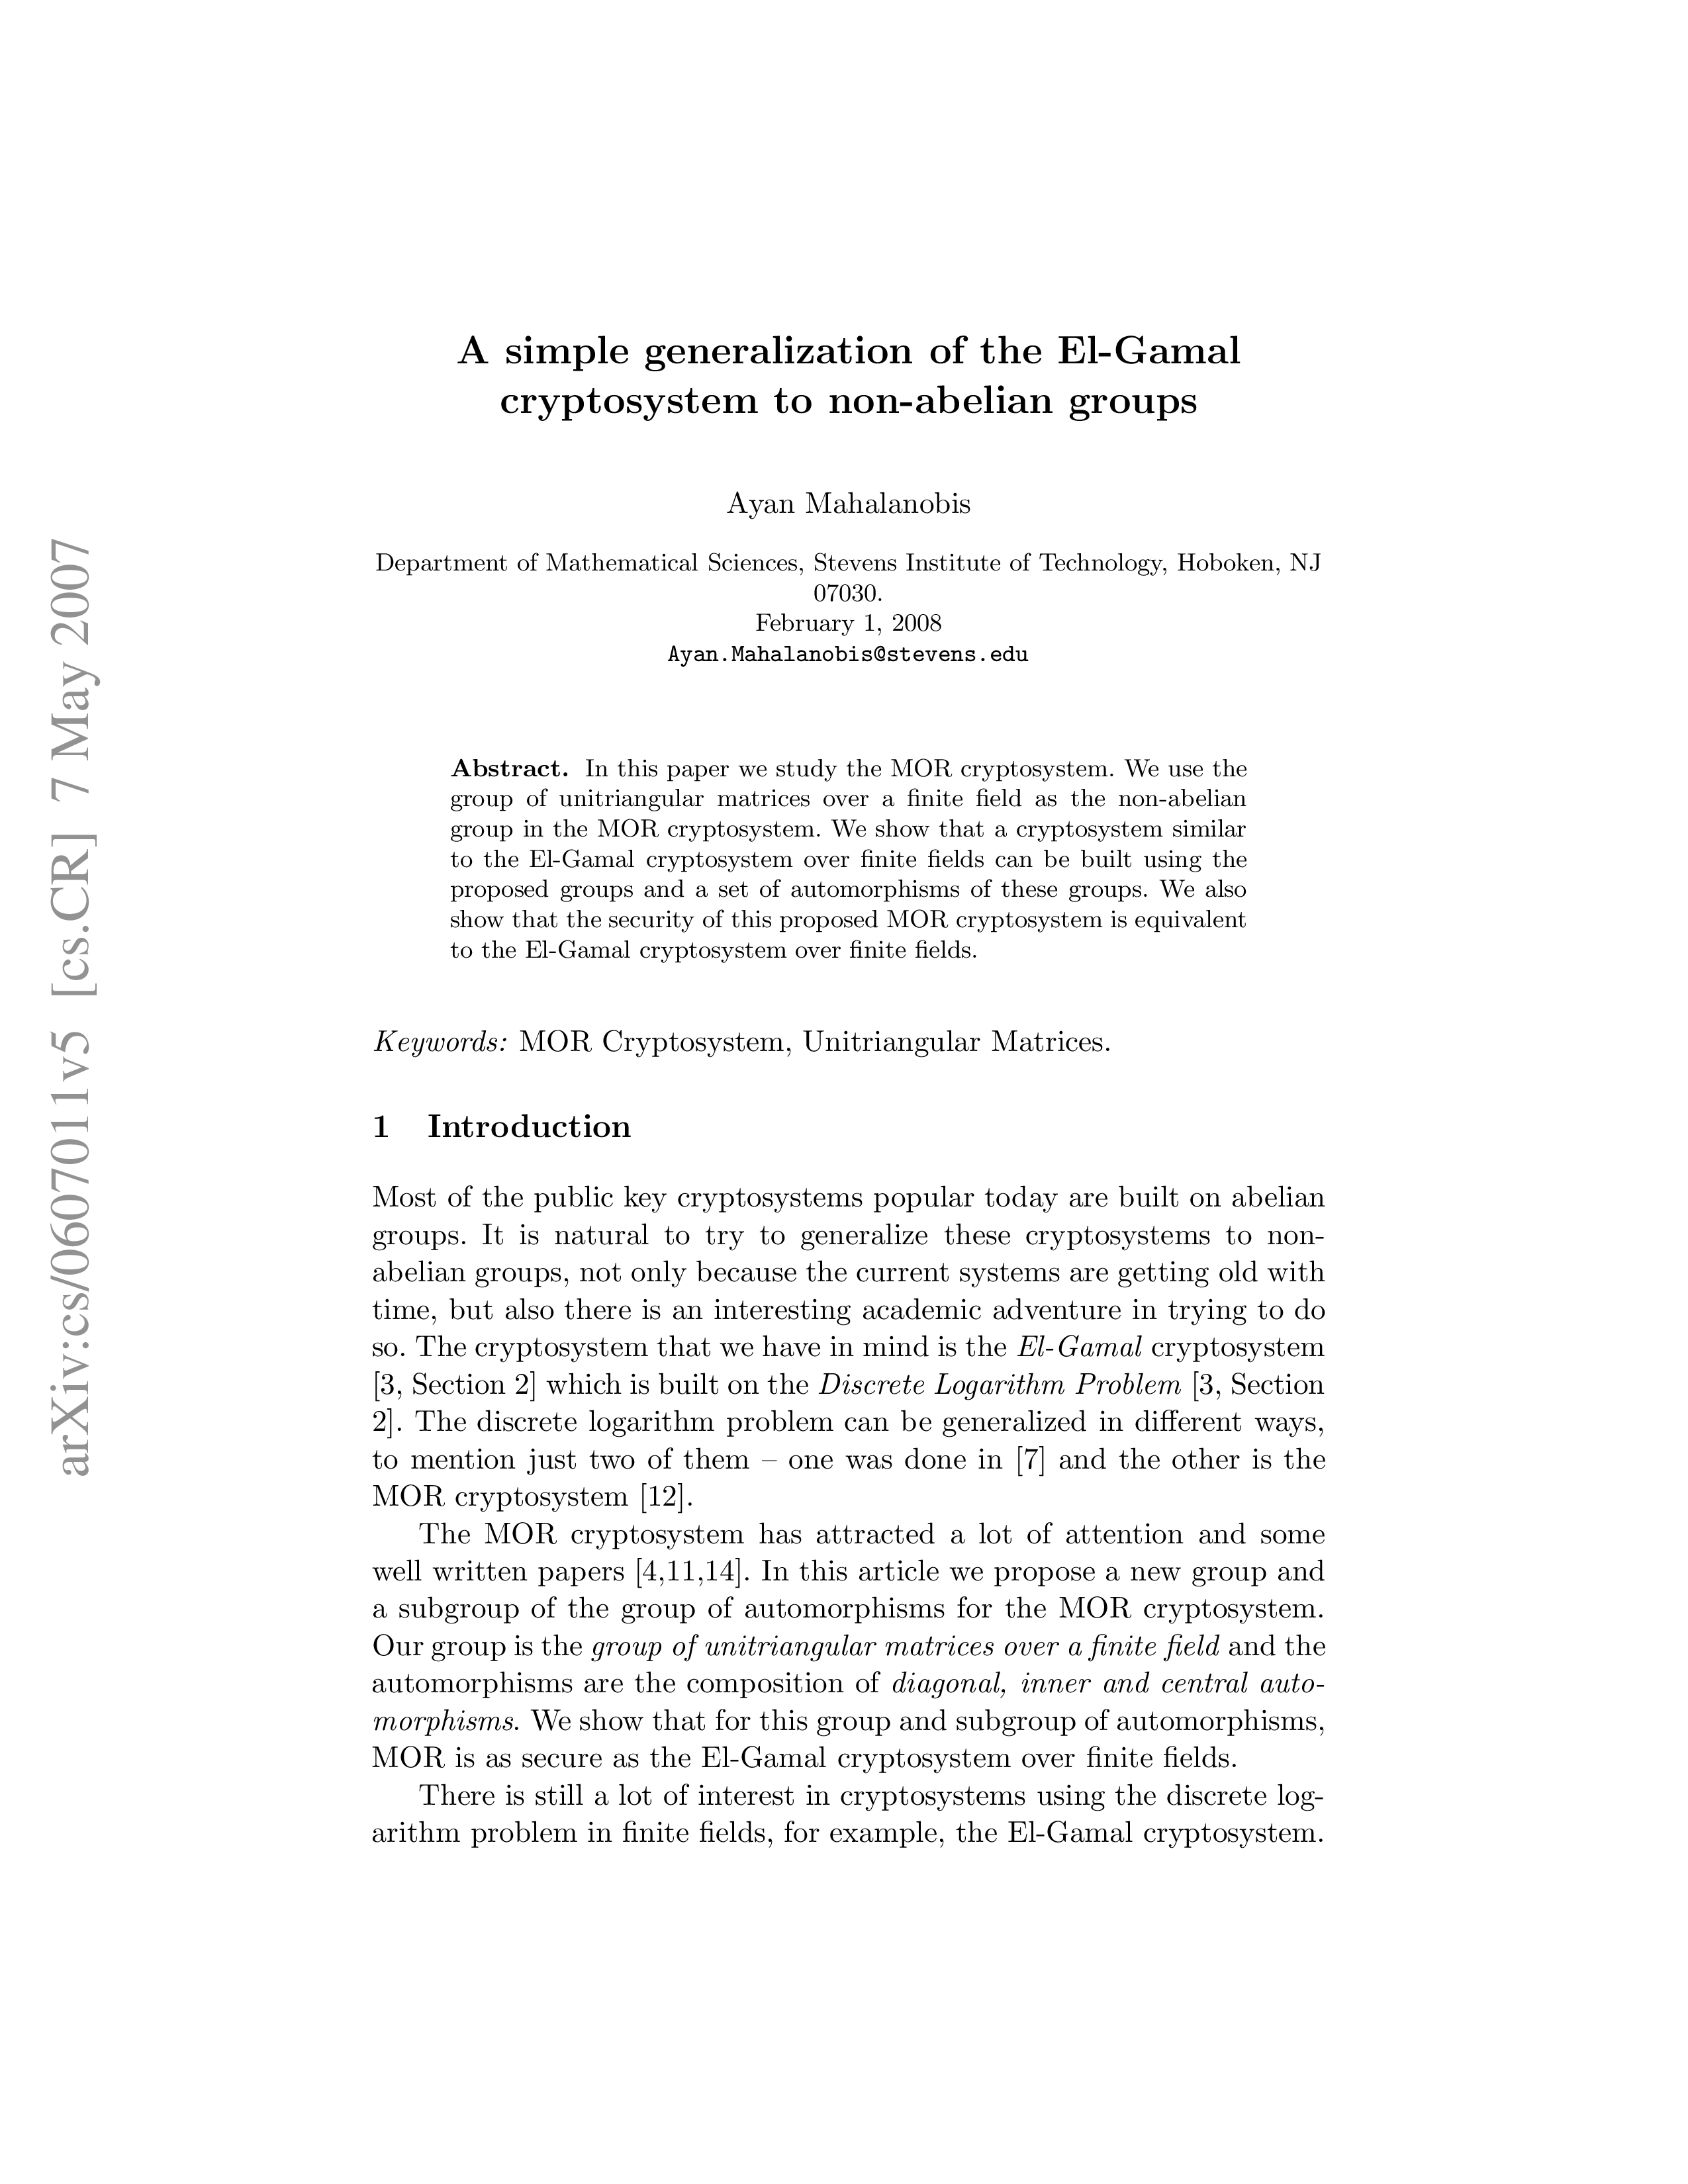 A simple generalization of the El-Gamal
cryptosystem to non-abelian groups
Ayan Mahalanobis
Department of Mathematical Sciences, Stevens Institute of Technology, Hoboken, NJ
07030.
February 1, 2008
Ayan.Mahalanobis@stevens.edu
Abstract. In this paper we study the MOR cryptosystem. We use the
group of unitriangular matrices over a finite field as the non-abelian
group in the MOR cryptosystem. We show that a cryptosystem similar
to the El-Gamal cryptosystem over finite fields can be built using the
proposed groups and a set of automorphisms of these groups. We also
show that the security of this proposed MOR cryptosystem is equivalent
to the El-Gamal cryptosystem over finite fields.
Keywords: MOR Cryptosystem, Unitriangular Matrices.
1 Introduction
Most of the public key cryptosystems popular today are built on abelian
groups. It is natural to try to generalize these cryptosystems to non-
abelian groups, not only because the current systems are getting old with
time, but also there is an interesting academic adventure in trying to do
so. The cryptosystem that we have in mind is the El-Gamal cryptosystem
[3, Section 2] which is built on the Discrete Logarithm Problem [3, Section
2]. The discrete logarithm problem can be generalized in different ways,
to mention just two of them – one was done in [7] and the other is the
MOR cryptosystem [12].
The MOR cryptosystem has attracted a lot of attention and some
well written papers [4,11,14]. In this article we propose a new group and
a subgroup of the group of automorphisms for the MOR cryptosystem.
Our group is the group of unitriangular matrices over a finite field and the
automorphisms are the composition of diagonal, inner and central auto-
morphisms. We show that for this group and subgroup of automorphisms,
MOR is as secure as the El-Gamal cryptosystem over finite fields.
There is still a lot of interest in cryptosystems using the discrete log-
arithm problem in finite fields, for example, the El-Gamal cryptosystem.
arXiv:cs/0607011v5 [cs.CR] 7 May 2007